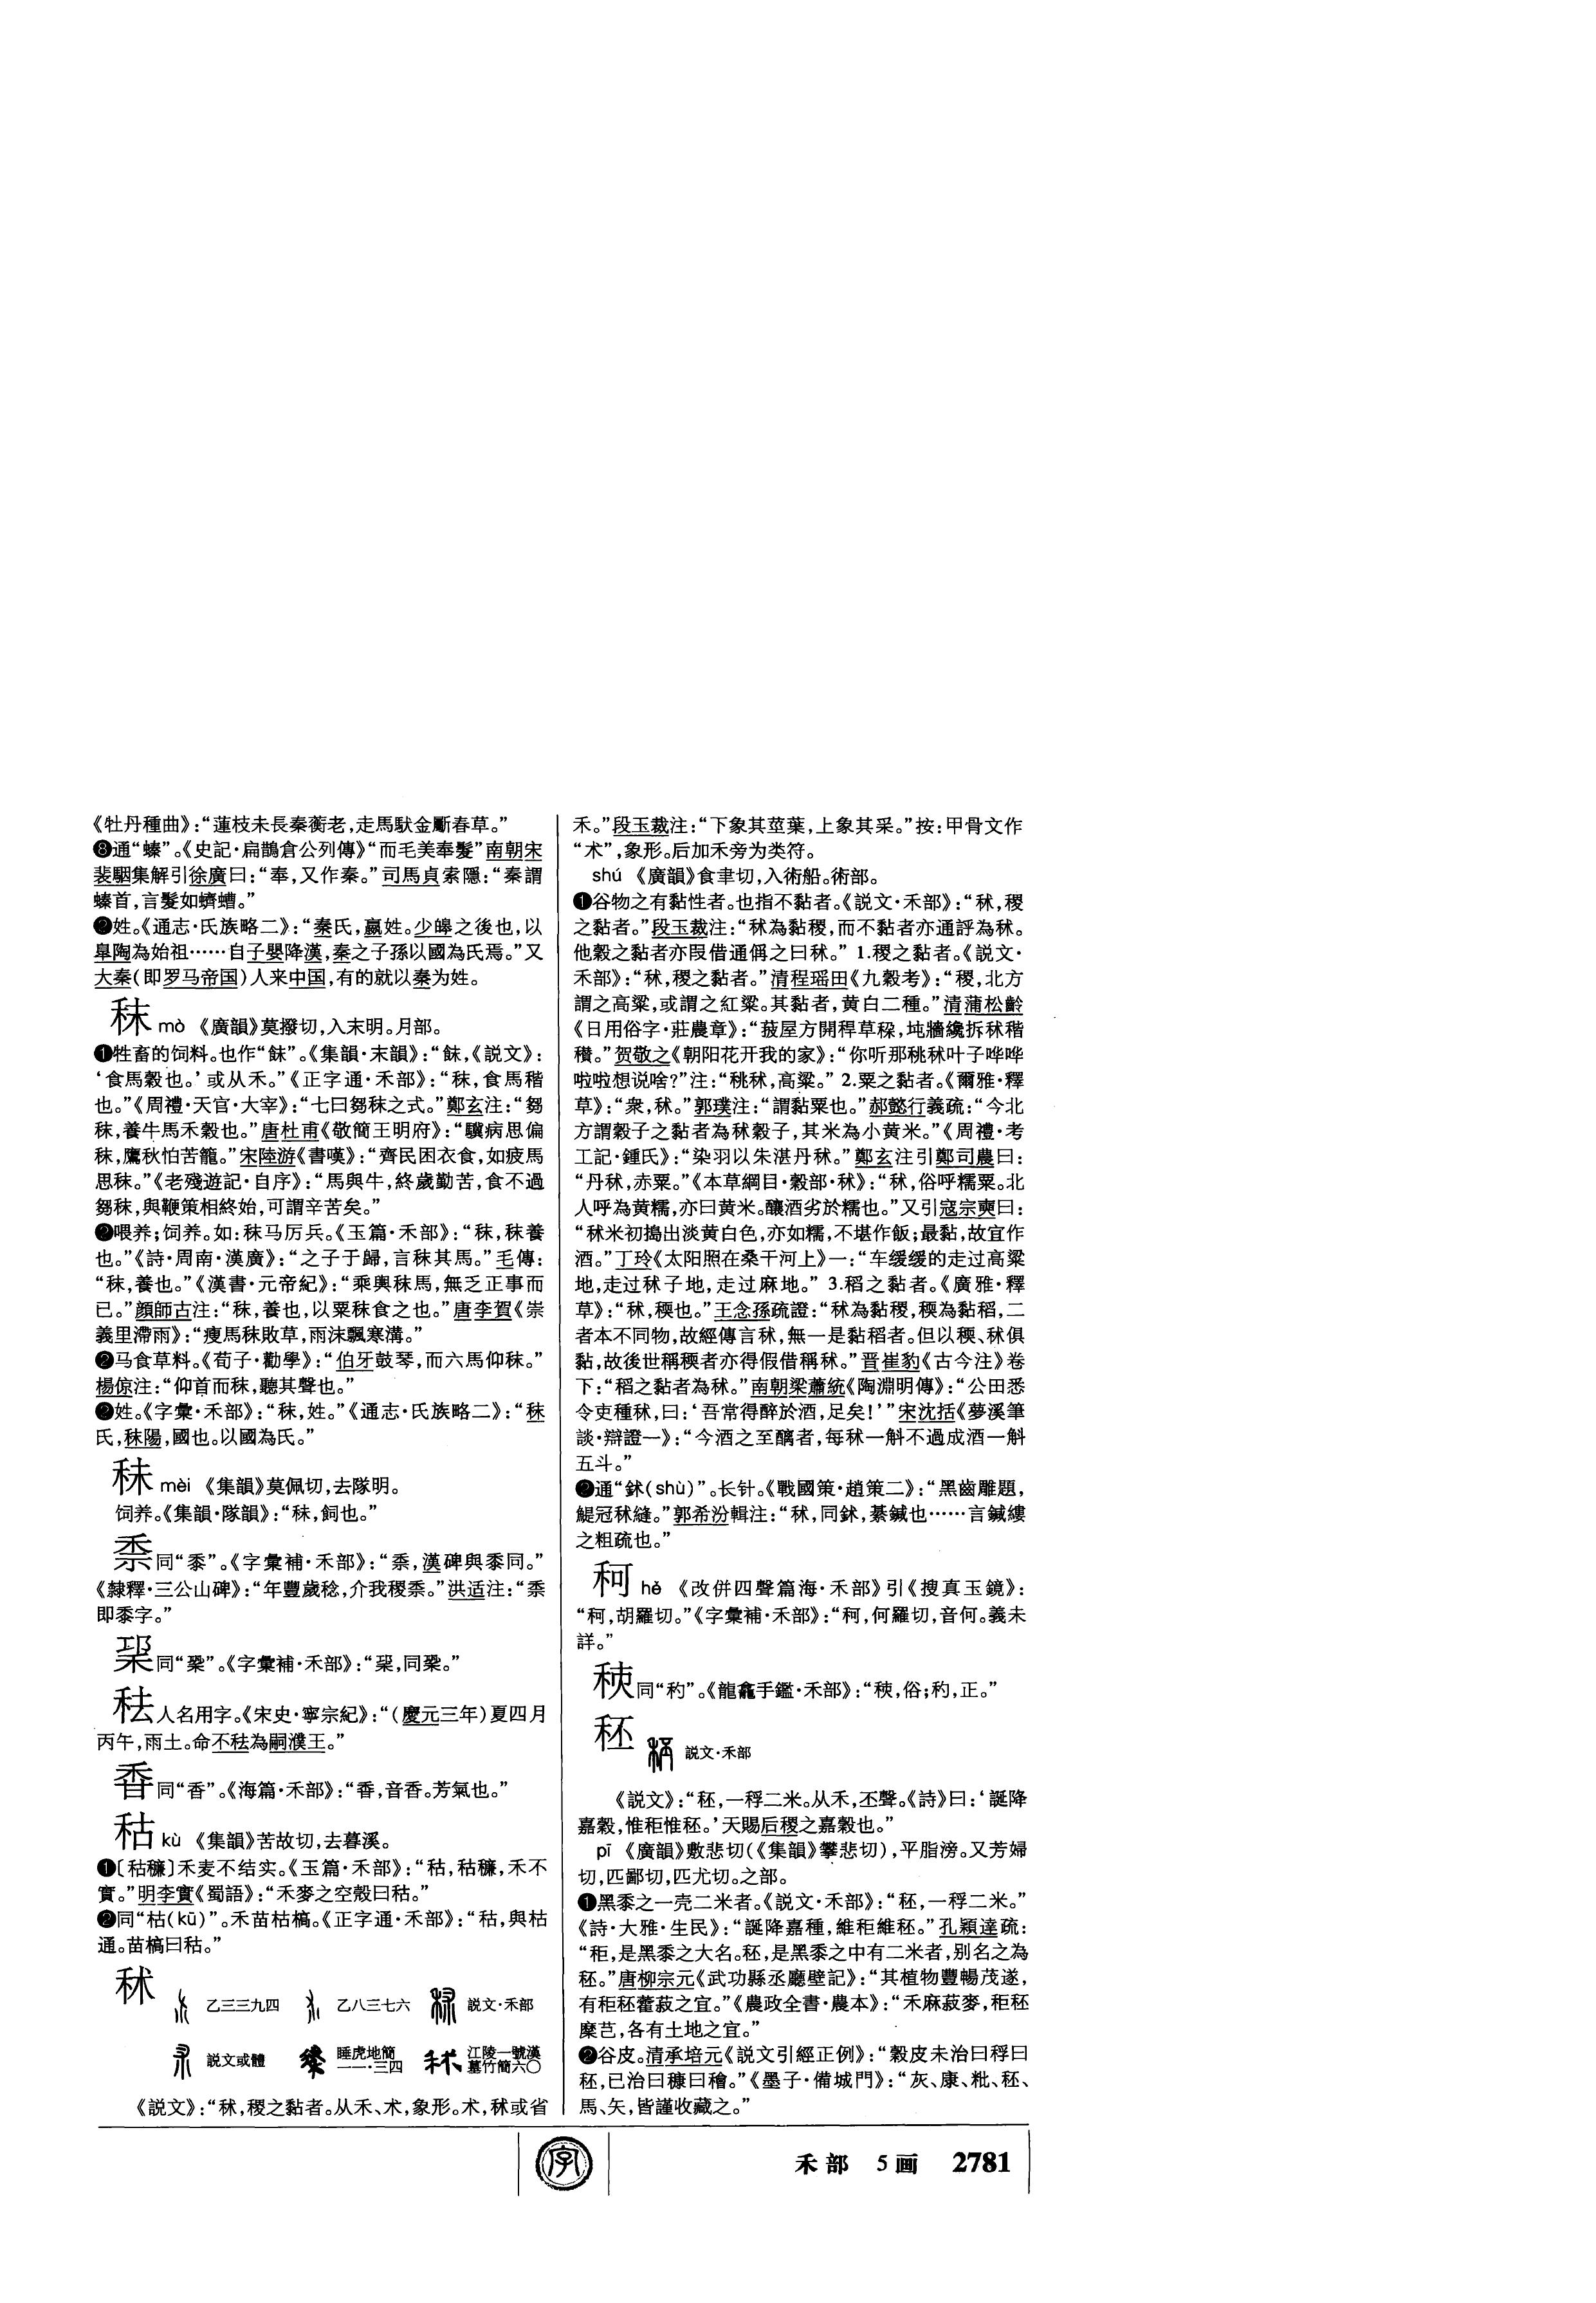 《牡丹種曲》:“蓮枝未長秦蘅老,走馬馱金斸春草。”
❽通“螓”。《史記·扁鵲倉公列傳》“而毛美奉髮”南朝宋
裴駰集解引徐廣曰:“奉,又作秦。”司馬貞索隱:“秦謂
螓首,言髮如蠐螬。”
❷姓。《通志·氏族略二》:“秦氏,嬴姓。少皞之後也,以
皐陶為始祖……自子嬰降漢,秦之子孫以國為氏焉。”又
大秦(即罗马帝国)人来中国,有的就以秦为姓。
秣 mò 《廣韻》莫撥切,入末明。月部。
❶牲畜的饲料。也作“䬴”。《集韻·末韻》:“䬴,《説文》:
‘食馬穀也。’或从禾。”《正字通·禾部》:“秣,食馬稭
也。”《周禮·天官·大宰》:“七曰芻秣之式。”鄭玄注:“芻
秣,養牛馬禾穀也。”唐杜甫《敬簡王明府》:“驥病思偏
秣,鷹秋怕苦籠。”宋陸游《書嘆》:“齊民困衣食,如疲馬
思秣。”《老殘遊記·自序》:“馬與牛,終歲勤苦,食不過
芻秣,與鞭策相終始,可謂辛苦矣。”
❷喂养;饲养。如:秣马厉兵。《玉篇·禾部》:“秣,秣養
也。”《詩·周南·漢廣》:“之子于歸,言秣其馬。”毛傳:
“秣,養也。”《漢書·元帝紀》:“乘輿秣馬,無乏正事而
已。”顔師古注:“秣,養也,以粟秣食之也。”唐李賀《崇
義里滯雨》:“瘦馬秣敗草,雨沫飄寒溝。”
❷马食草料。《荀子·勸學》:“伯牙鼓琴,而六馬仰秣。”
楊倞注:“仰首而秣,聽其聲也。”
❷姓。《字彙·禾部》:“秣,姓。”《通志·氏族略二》:“秣
氏,秣陽,國也。以國為氏。”
秣 mèi 《集韻》莫佩切,去隊明。
饲养。《集韻·隊韻》:“秣,飼也。”
䄫同“黍”。《字彙補·禾部》:“䄫,漢碑與黍同。”
《隸釋·三公山碑》:“年豐歲稔,介我稷䄫。”洪适注:“䄫
即黍字。”
同“梁”。《字彙補·禾部》:“,同梁。”
秼人名用字。《宋史·寧宗紀》:“(慶元三年)夏四月
丙午,雨土。命不秼為嗣濮王。”
香同“香”。《海篇·禾部》:“香,音香。芳氣也。”
秙 kù 《集韻》苦故切,去暮溪。
❶〔秙穅〕禾麦不结实。《玉篇·禾部》:“秙,秙穅,禾不
實。”明李實《蜀語》:“禾麥之空殼曰秙。”
❷同“枯(kū)”。禾苗枯槁。《正字通·禾部》:“秙,與枯
通。苗槁曰秙。”
秫 乙三三九四 乙八三七六 説文·禾部
説文或體 睡虎地簡一一·三四 江陵一號漢墓竹簡六〇
《説文》:“秫,稷之黏者。从禾、朮,象形。朮,秫或省
禾。”段玉裁注:“下象其莖葉,上象其采。”按:甲骨文作
“朮”,象形。后加禾旁为类符。
shú 《廣韻》食聿切,入術船。術部。
❶谷物之有黏性者。也指不黏者。《説文·禾部》:“秫,稷
之黏者。”段玉裁注:“秫為黏稷,而不黏者亦通評為秫。
他穀之黏者亦叚借通偁之曰秫。” 1.稷之黏者。《説文·
禾部》:“秫,稷之黏者。”清程瑶田《九穀考》:“稷,北方
謂之高粱,或謂之紅粱。其黏者,黄白二種。”清蒲松齡
《日用俗字·莊農章》:“菽屋方開稈草䅆,坉牆纔拆秫稭
䆀。”贺敬之《朝阳花开我的家》:“你听那秫秫叶子哗哗
啦啦想说啥?”注:“秫秫,高粱。” 2.粟之黏者。《爾雅·釋
草》:“衆,秫。”郭璞注:“謂黏粟也。”郝懿行義疏:“今北
方謂穀子之黏者為秫穀子,其米為小黄米。”《周禮·考
工記·鍾氏》:“染羽以朱湛丹秫。”鄭玄注引鄭司農曰:
“丹秫,赤粟。”《本草綱目·穀部·秫》:“秫,俗呼糯粟。北
人呼為黄糯,亦曰黄米。釀酒劣於糯也。”又引寇宗奭曰:
“秫米初搗出淡黄白色,亦如糯,不堪作飯;最黏,故宜作
酒。”丁玲《太阳照在桑干河上》一:“车缓缓的走过高粱
地,走过秫子地,走过麻地。” 3.稻之黏者。《廣雅·釋
草》:“秫,稬也。”王念孫疏證:“秫為黏稷,稬為黏稻,二
者本不同物,故經傳言秫,無一是黏稻者。但以稬、秫俱
黏,故後世稱稬者亦得假借稱秫。”晋崔豹《古今注》卷
下:“稻之黏者為秫。”南朝梁蕭統《陶淵明傳》:“公田悉
令吏種秫,曰:‘吾常得醉於酒,足矣!’”宋沈括《夢溪筆
談·辯證一》:“今酒之至醨者,每秫一斛不過成酒一斛
五斗。”
❷通“鉥(shù)”。长针。《戰國策·趙策二》:“黑齒雕題,
鯷冠秫縫。”郭希汾輯注:“秫,同鉥,綦鍼也……言鍼縷
之粗疏也。”
柯 hě 《改併四聲篇海·禾部》引《搜真玉鏡》:
“柯,胡羅切。”《字彙補·禾部》:“柯,何羅切,音何。義未
詳。”
同“秎”。《龍龕手鑑·禾部》:“,俗;,正。”
秠 説文·禾部
《説文》:“秠,一稃二米。从禾,丕聲。《詩》曰:‘誕降
嘉穀,惟秬惟秠。’天賜后稷之嘉穀也。”
pī 《廣韻》敷悲切(《集韻》攀悲切),平脂滂。又芳婦
切,匹鄙切,匹尤切。之部。
❶黑黍之一壳二米者。《説文·禾部》:“秠,一稃二米。”
《詩·大雅·生民》:“誕降嘉種,維秬維秠。”孔穎達疏:
“秬,是黑黍之大名。秠,是黑黍之中有二米者,别名之為
秠。”唐柳宗元《武功縣丞廳壁記》:“其植物豐暢茂遂,
有秬秠藿菽之宜。”《農政全書·農本》:“禾麻菽麥,秬秠
穈芑,各有土地之宜。”
❷谷皮。清承培元《説文引經正例》:“穀皮未治曰稃曰
秠,已治曰穅曰穭。”《墨子·備城門》:“灰、康、粃、秠、
馬、矢,皆謹收藏之。”
禾部 5画 2781